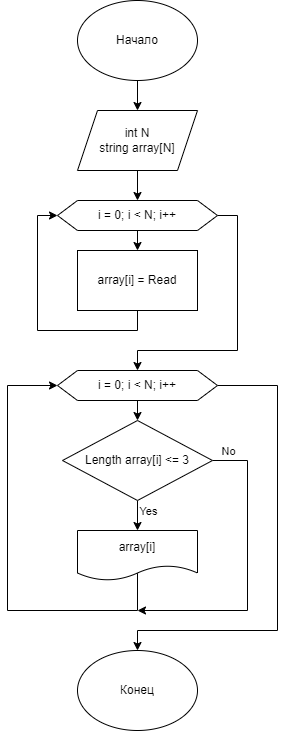 Начало
int N
string array[N]
i = 0; i < N; i++
array[i] = Read
i = 0; i < N; i++
Length array[i] <= 3
No
Yes
array[i]
Конец